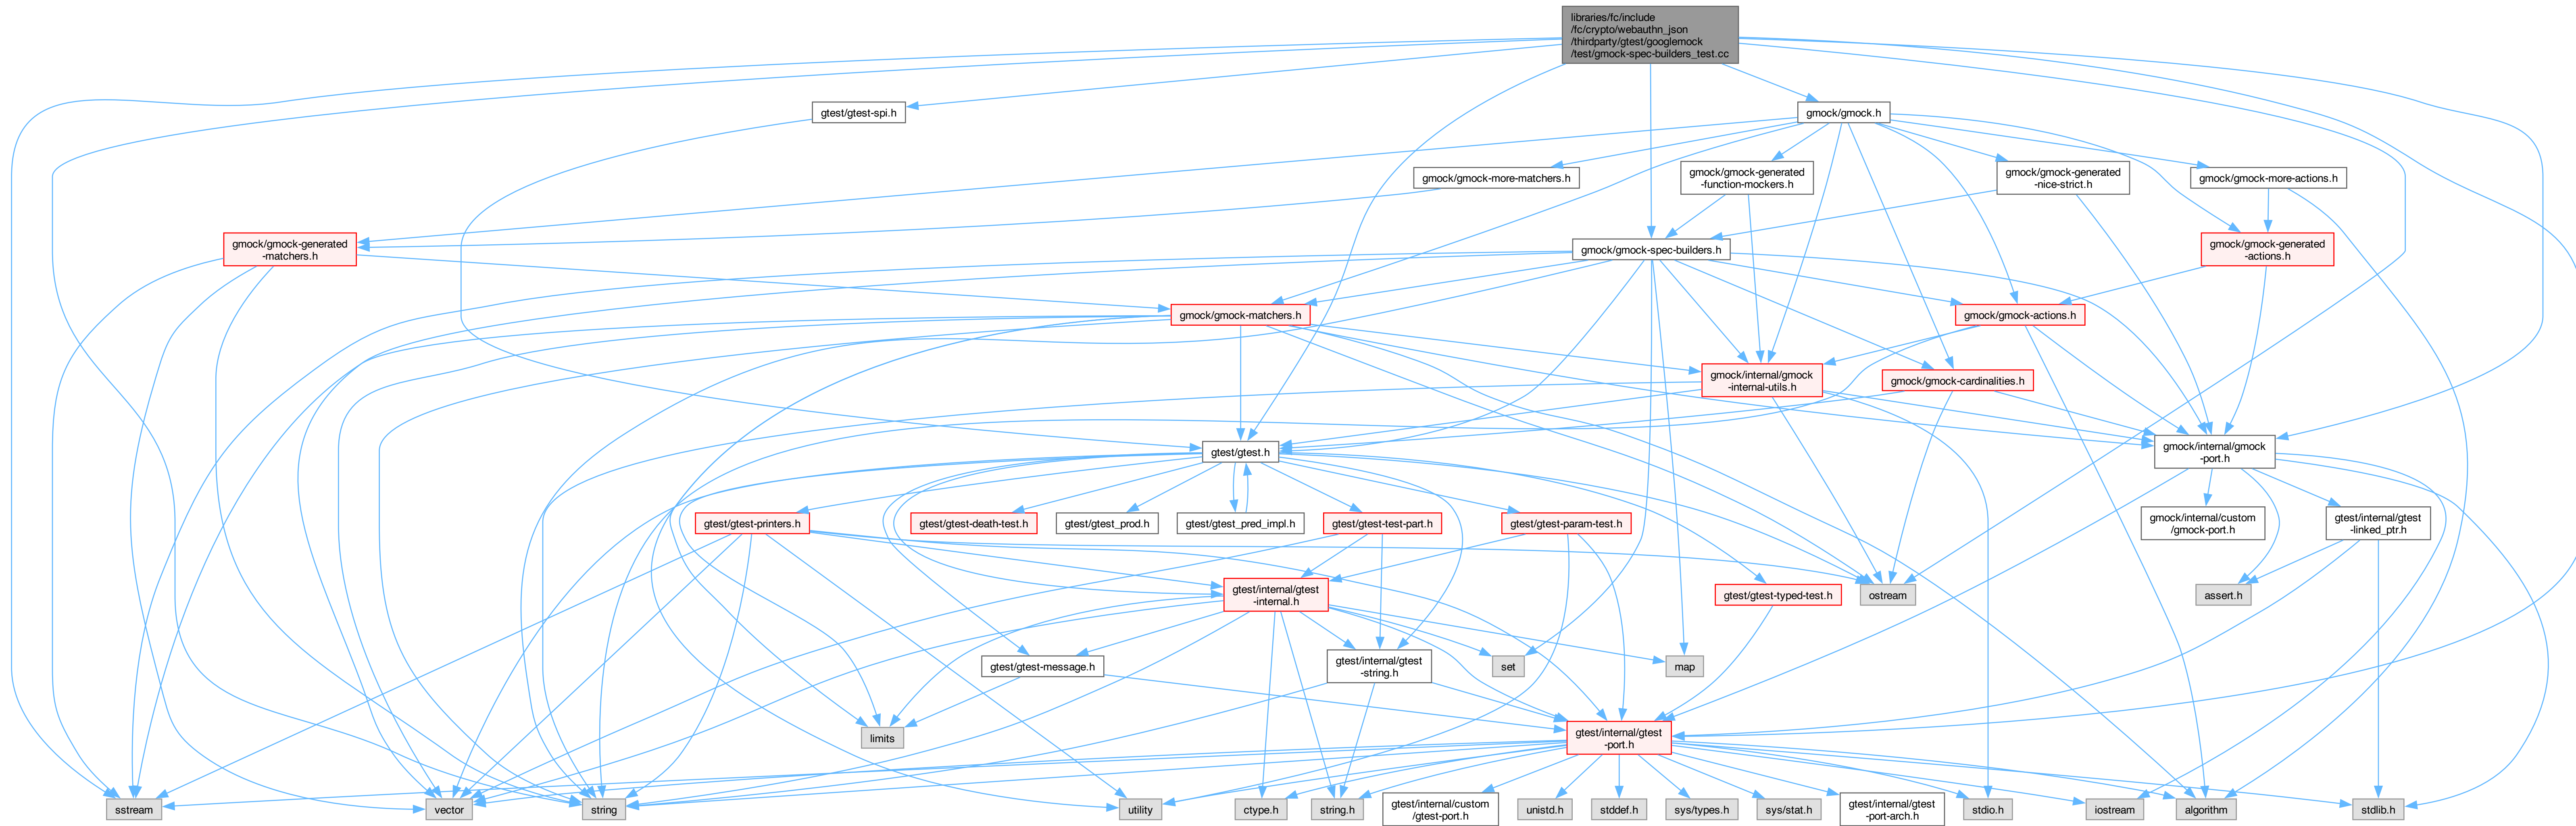 libraries/fc/include
/fc/crypto/webauthn_json
/thirdparty/gtest/googlemock
/test/gmock-spec-builders_test.cc
gtest/gtest-spi.h
gmock/gmock.h
gmock/gmock-more-matchers.h
gmock/gmock-generated
-function-mockers.h
gmock/gmock-generated
-nice-strict.h
gmock/gmock-more-actions.h
gmock/gmock-generated
-matchers.h
gmock/gmock-spec-builders.h
gmock/gmock-generated
-actions.h
gmock/gmock-matchers.h
gmock/gmock-actions.h
gmock/internal/gmock
-internal-utils.h
gmock/gmock-cardinalities.h
gtest/gtest.h
gmock/internal/gmock
-port.h
gtest/gtest-printers.h
gtest/gtest-death-test.h
gtest/gtest_prod.h
gtest/gtest_pred_impl.h
gtest/gtest-test-part.h
gtest/gtest-param-test.h
gmock/internal/custom
/gmock-port.h
gtest/internal/gtest
-linked_ptr.h
gtest/internal/gtest
-internal.h
gtest/gtest-typed-test.h
ostream
assert.h
gtest/gtest-message.h
gtest/internal/gtest
-string.h
set
map
limits
gtest/internal/gtest
-port.h
sstream
vector
string
utility
ctype.h
string.h
gtest/internal/custom
/gtest-port.h
unistd.h
stddef.h
sys/types.h
sys/stat.h
gtest/internal/gtest
-port-arch.h
stdio.h
iostream
algorithm
stdlib.h